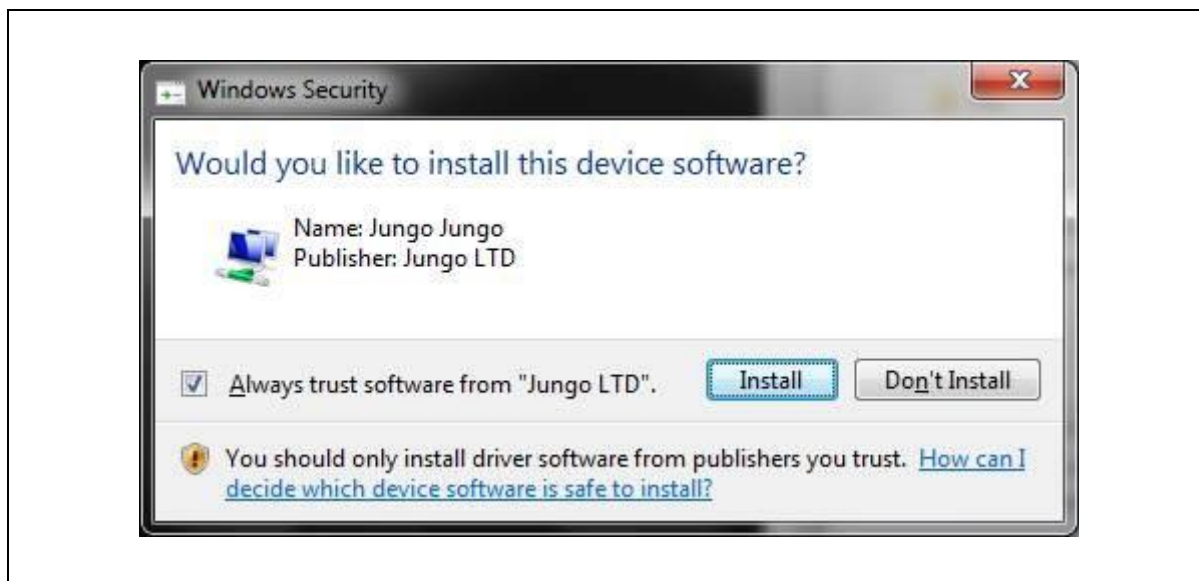 Windows Security
Would you like to install this device software?
Name: Jungo Jungo
Publisher: Jungo LTD
Always trust software from "Jungo LTD".
Install
Don't Install
You should only install driver software from publishers you trust. How can I
decide which device software is safe to install?